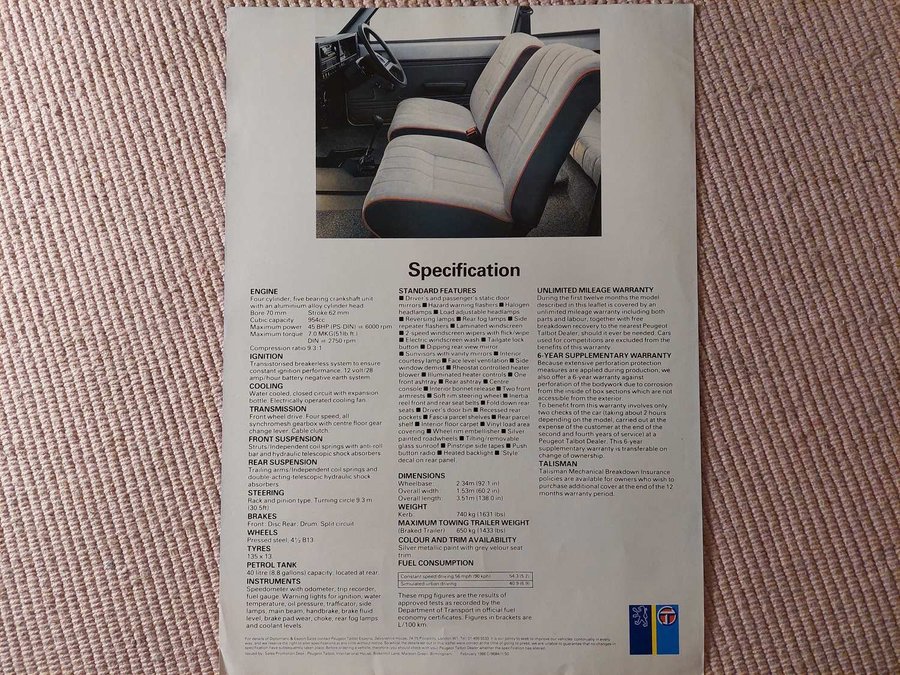 Specification
ENGINE
Four cylinder, five bearing crankshaft unit
with an aluminium alloy cylinder head.
Bore 70 mm Stroke 62 mm
Cubic capacity 954cc
Maximum power 45 BHP (PS-DIN) @ 6000 rpm
Maximum torque 7.0 MKG(51lb.ft.)
DIN @ 2750 rpm
Compression ratio 9.3:1
IGNITION
Transistorised breakerless system to ensure
constant ignition performance. 12 volt/28
amp/hour battery negative earth system
COOLING
Water cooled, closed circuit with expansion
bottle. Electrically operated cooling fan
TRANSMISSION
Front wheel drive. Four speed, all
synchromesh gearbox with centre floor gear
change lever. Cable clutch.
FRONT SUSPENSION
Struts/Independent coil springs with anti-roll
bar and hydraulic telescopic shock absorbers
REAR SUSPENSION
Trailing arms/Independent coil springs and
double-acting-telescopic hydraulic shock
absorbers
STEERING
Rack and pinion type. Turning circle 9.3 m
(30.5ft)
BRAKES
Front: Disc Rear: Drum. Split circuit
WHEELS
Pressed steel, 4½ B13
TYRES
135 x 13
PETROL TANK
40 litre (8.8 gallons) capacity: located at rear.
INSTRUMENTS
Speedometer with odometer, trip recorder,
fuel gauge. Warning lights for ignition, water
temperature, oil pressure, trafficator, side
lamps, main beam, handbrake, brake fluid
level, brake pad wear, choke, rear fog lamps
and coolant levels.
STANDARD FEATURES
■ Driver's and passenger's static door
mirrors ■ Hazard warning flashers ■ Halogen
headlamps ■ Load adjustable headlamps
■ Reversing lamps ■ Rear fog lamps ■ Side
repeater flashers ■ Laminated windscreen
■ 2-speed windscreen wipers with flick wipe
■ Electric windscreen wash ■ Tailgate lock
button ■ Dipping rear view mirror
■ Sunvisors with vanity mirrors ■ Interior
courtesy lamp ■ Face level ventilation ■ Side
window demist ■ Rheostat controlled heater
blower ■ Illuminated heater controls ■ One
front ashtray ■ Rear ashtray ■ Centre
console ■ Interior bonnet release ■ Two front
armrests ■ Soft rim steering wheel ■ Inertia
reel front and rear seat belts ■ Fold down rear
seats ■ Driver's door bin ■ Recessed rear
pockets ■ Fascia parcel shelves ■ Rear parcel
shelf ■ Interior floor carpet ■ Vinyl load area
covering ■ Wheel rim embellisher ■ Silver
painted roadwheels ■ Tilting/removable
glass sunroof ■ Pinstripe side tapes ■ Push
button radio ■ Heated backlight ■ Style
decal on rear panel.
DIMENSIONS
Wheelbase: 2.34m (92.1 in)
Overall width: 1.53m (60.2 in)
Overall length: 3.51m (138.0 in)
WEIGHT
Kerb: 740 kg (1631 lbs)
MAXIMUM TOWING TRAILER WEIGHT
(Braked Trailer) 650 kg (1433 lbs)
COLOUR AND TRIM AVAILABILITY
Silver metallic paint with grey velour seat
trim.
FUEL CONSUMPTION
Constant speed driving 56 mph (90 kph) 54.3 (5.2)
Simulated urban driving 40.9 (6.9)
These mpg figures are the results of
approved tests as recorded by the
Department of Transport in official fuel
economy certificates. Figures in brackets are
L/100 km.
UNLIMITED MILEAGE WARRANTY
During the first twelve months the model
described in this leaflet is covered by an
unlimited mileage warranty including both
parts and labour, together with free
breakdown recovery to the nearest Peugeot
Talbot Dealer, should it ever be needed. Cars
used for competitions are excluded from the
benefits of this warranty.
6-YEAR SUPPLEMENTARY WARRANTY
Because extensive perforation protection
measures are applied during production, we
also offer a 6-year warranty against
perforation of the bodywork due to corrosion
from the inside of box sections which are not
accessible from the exterior.
To benefit from this warranty involves only
two checks of the car (taking about 2 hours
depending on the model, carried out at the
expense of the customer at the end of the
second and fourth years of service) at a
Peugeot Talbot Dealer. This 6-year
supplementary warranty is transferable on
change of ownership.
TALISMAN
Talisman Mechanical Breakdown Insurance
policies are available for owners who wish to
purchase additional cover at the end of the 12
months warranty period.